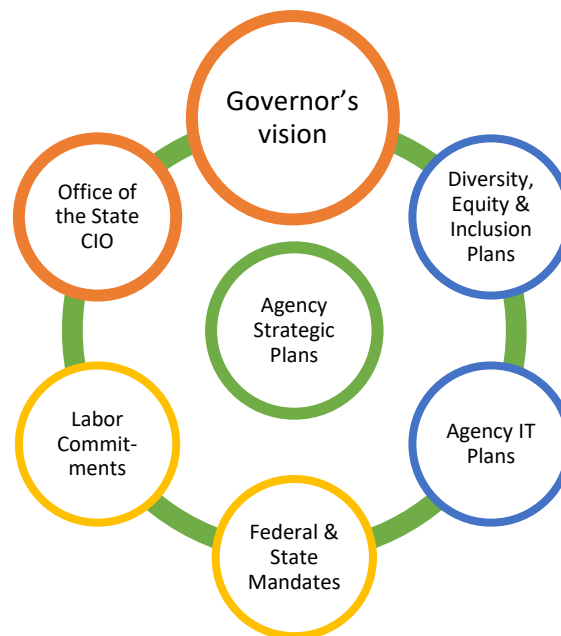 Governor's
vision
Office of
the State
CIO
Diversity,
Equity &
Inclusion
Plans
Agency
Strategic
Plans
Labor
Commit-
ments
Agency IT
Plans
Federal &
State
Mandates